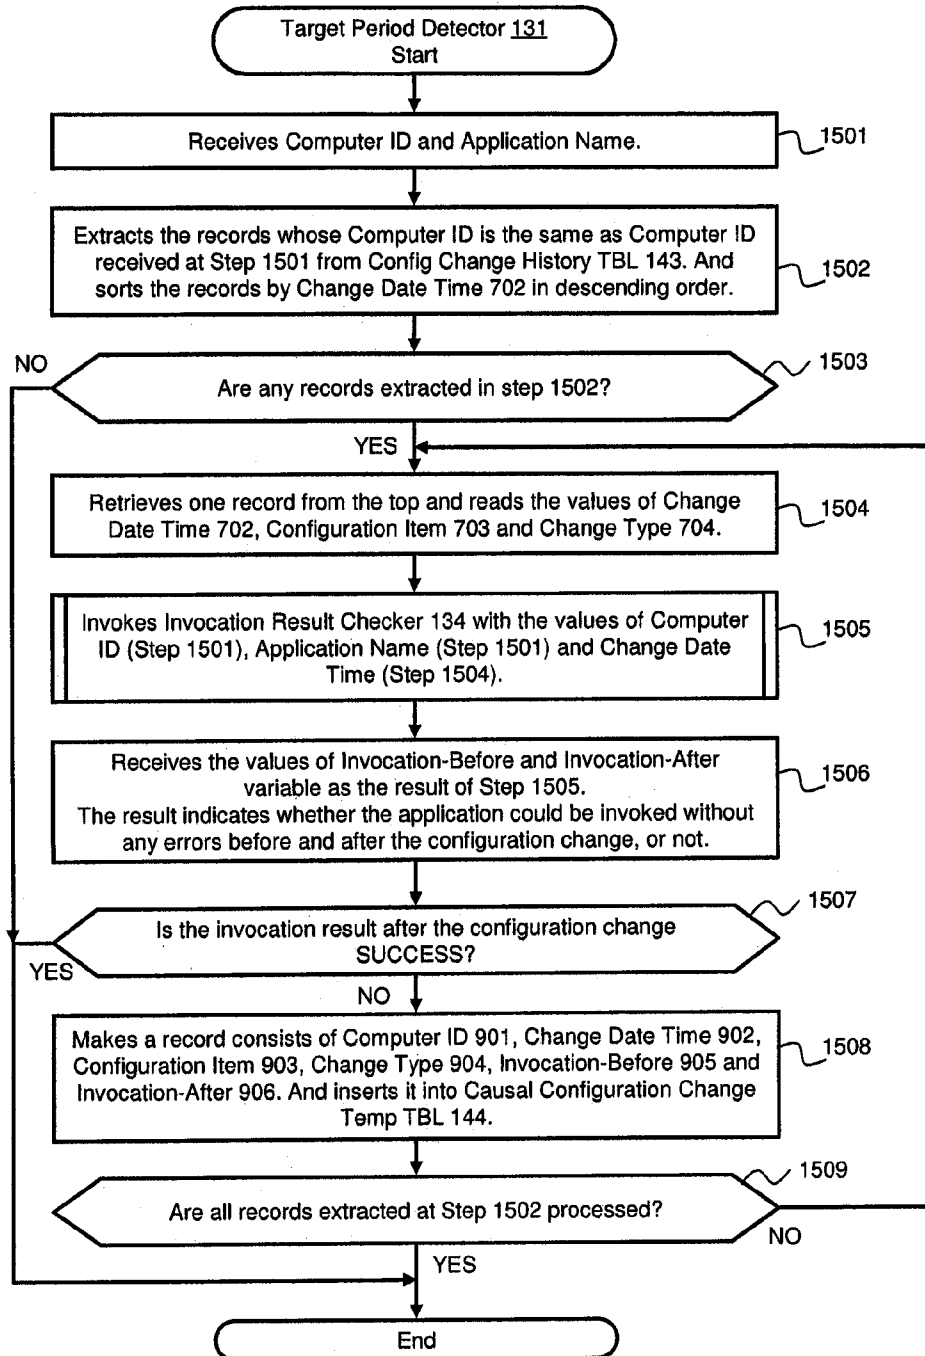 Target Period Detector 131
Start
Receives Computer ID and Application Name.
1501
Extracts the records whose Computer ID is the same as Computer ID
received at Step 1501 from Config Change History TBL 143. And
sorts the records by Change Date Time 702 in descending order.
1502
NO
Are any records extracted in step 1502?
1503
YES
Retrieves one record from the top and reads the values of Change
Date Time 702, Configuration Item 703 and Change Type 704.
1504
Invokes Invocation Result Checker 134 with the values of Computer
ID (Step 1501), Application Name (Step 1501) and Change Date
Time (Step 1504).
1505
Receives the values of Invocation-Before and Invocation-After
variable as the result of Step 1505.
The result indicates whether the application could be invoked without
any errors before and after the configuration change, or not.
1506
Is the invocation result after the configuration change
SUCCESS?
1507
YES
NO
Makes a record consists of Computer ID 901, Change Date Time 902,
Configuration Item 903, Change Type 904, Invocation-Before 905 and
Invocation-After 906. And inserts it into Causal Configuration Change
Temp TBL 144.
1508
Are all records extracted at Step 1502 processed?
1509
NO
YES
End